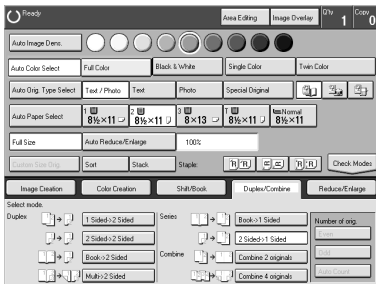 Ready
Area Editing
Image Overlay
Q'ty 1
Copy 0
Auto Image Dens.
Auto Color Select
Full Color
Black & White
Single Color
Twin Color
Auto Orig. Type Select
Text / Photo
Text
Photo
Special Original
Auto Paper Select
1 8½×11
2 8½×11
3 8×13
T 8½×11
Normal 8½×11
Full Size
Auto Reduce/Enlarge
100%
Custom Size Orig.
Sort
Stack
Staple:
Check Modes
Image Creation
Color Creation
Shift/Book
Duplex/Combine
Reduce/Enlarge
Select mode.
Duplex
1 Sided->2 Sided
Series
Book->1 Sided
Number of orig.
2 Sided->2 Sided
2 Sided->1 Sided
Even
Book->2 Sided
Combine
Combine 2 originals
Odd
Multi->2 Sided
Combine 4 originals
Auto Count